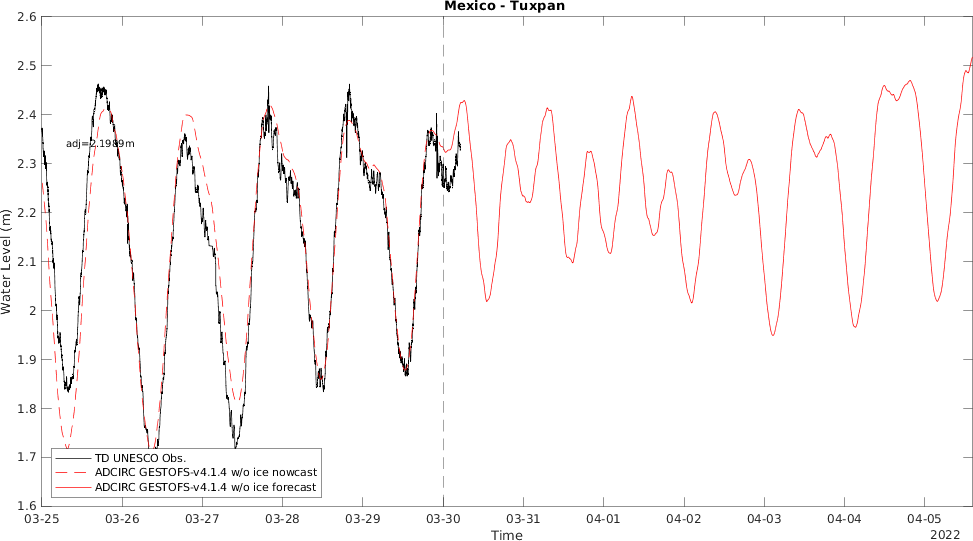 Mexico - Tuxpan
2.6
2.5
2.4
2.3
2.2
2.1
2
1.9
1.8
1.7
1.6
Water Level (m)
adj=2.1989m
TD UNESCO Obs.
ADCIRC GESTOFS-v4.1.4 w/o ice nowcast
ADCIRC GESTOFS-v4.1.4 w/o ice forecast
03-25 03-26 03-27 03-28 03-29 03-30 03-31 04-01 04-02 04-03 04-04 04-05
Time
2022